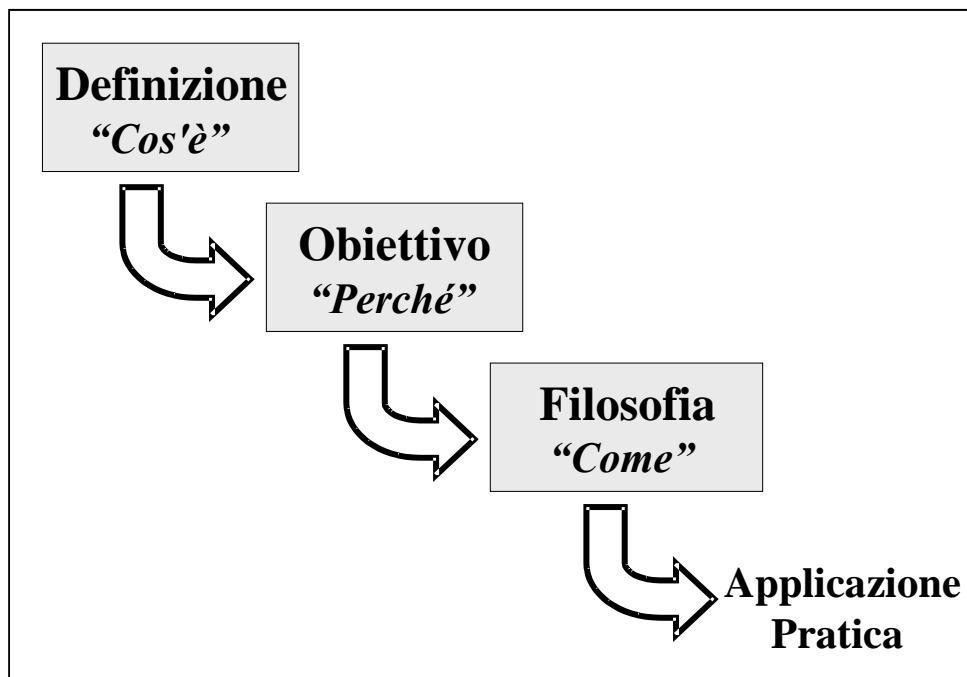 Definizione
“Cos'è”
Obiettivo
“Perché”
Filosofia
“Come”
Applicazione
Pratica